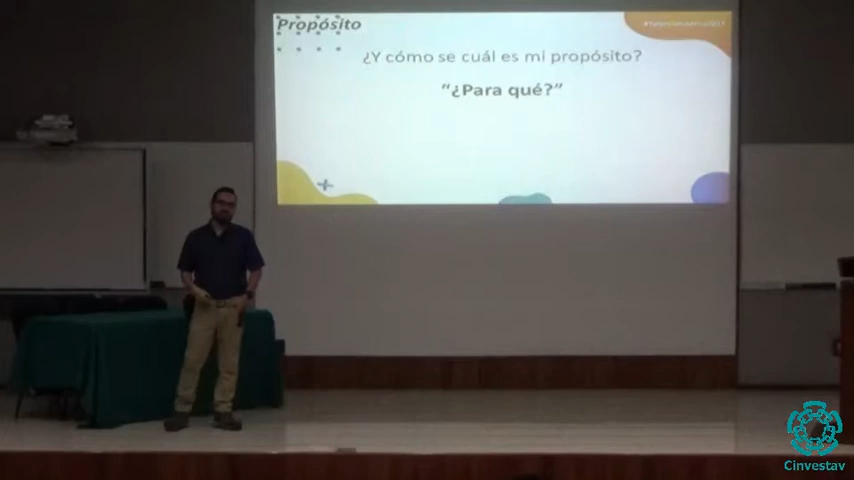 Propósito
¿Y cómo se cuál es mi propósito?
“¿Para qué?”
Cinvestav